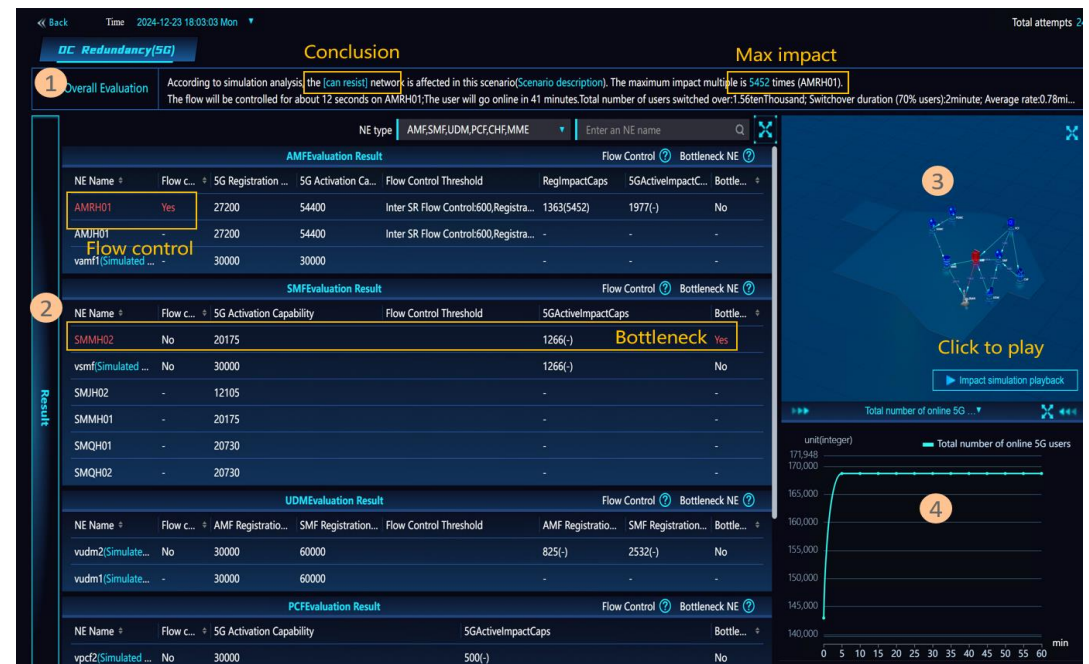 Back Time 2024-12-23 18:03:03 Mon Total attempts
DC Redundancy(5G) Conclusion Max impact
1 Overall Evaluation According to simulation analysis, the [can resist] network is affected in this scenario(Scenario description). The maximum impact multiple is 5452 times (AMRH01).
The flow will be controlled for about 12 seconds on AMRH01;The user will go online in 41 minutes.Total number of users switched over:1.56tenThousand; Switchover duration (70% users):2minute; Average rate:0.78mi...
NE type AMF,SMF,UDM,PCF,CHF,MME Enter an NE name
AMFEvaluation Result Flow Control ? Bottleneck NE ?
NE Name Flow c... 5G Registration ... 5G Activation Ca... Flow Control Threshold RegImpactCaps 5GActiveImpactC... Bottle...
AMRH01 Yes 27200 54400 Inter SR Flow Control:600,Registra... 1363(5452) 1977(-) No
AMJH01 - 27200 54400 Inter SR Flow Control:600,Registra... - - -
Flow control
vamf1(Simulated ... - 30000 30000 - - -
SMFEvaluation Result Flow Control ? Bottleneck NE ?
2
NE Name Flow c... 5G Activation Capability Flow Control Threshold 5GActiveImpactCaps Bottle...
SMMH02 No 20175 1266(-) Bottleneck Yes
vsmf(Simulated ... No 30000 1266(-) No
SMJH02 - 12105 - -
SMMH01 - 20175 - -
SMQH01 - 20730 - -
SMQH02 - 20730 - -
UDMEvaluation Result Flow Control ? Bottleneck NE ?
NE Name Flow c... AMF Registratio... SMF Registration... Flow Control Threshold AMF Registratio... SMF Registration... Bottle...
vudm2(Simulate... No 30000 60000 825(-) 2532(-) No
vudm1(Simulate... - 30000 60000 - - -
PCFEvaluation Result Flow Control ? Bottleneck NE ?
NE Name Flow c... 5G Activation Capability 5GActiveImpactCaps Bottle...
vpcf2(Simulated ... No 30000 500(-) No
Result
3
Click to play
Impact simulation playback
Total number of online 5G ...
unit(integer) Total number of online 5G users
171,948
170,000
165,000
4
160,000
155,000
150,000
145,000
140,000
min
0 5 10 15 20 25 30 35 40 45 50 55 60